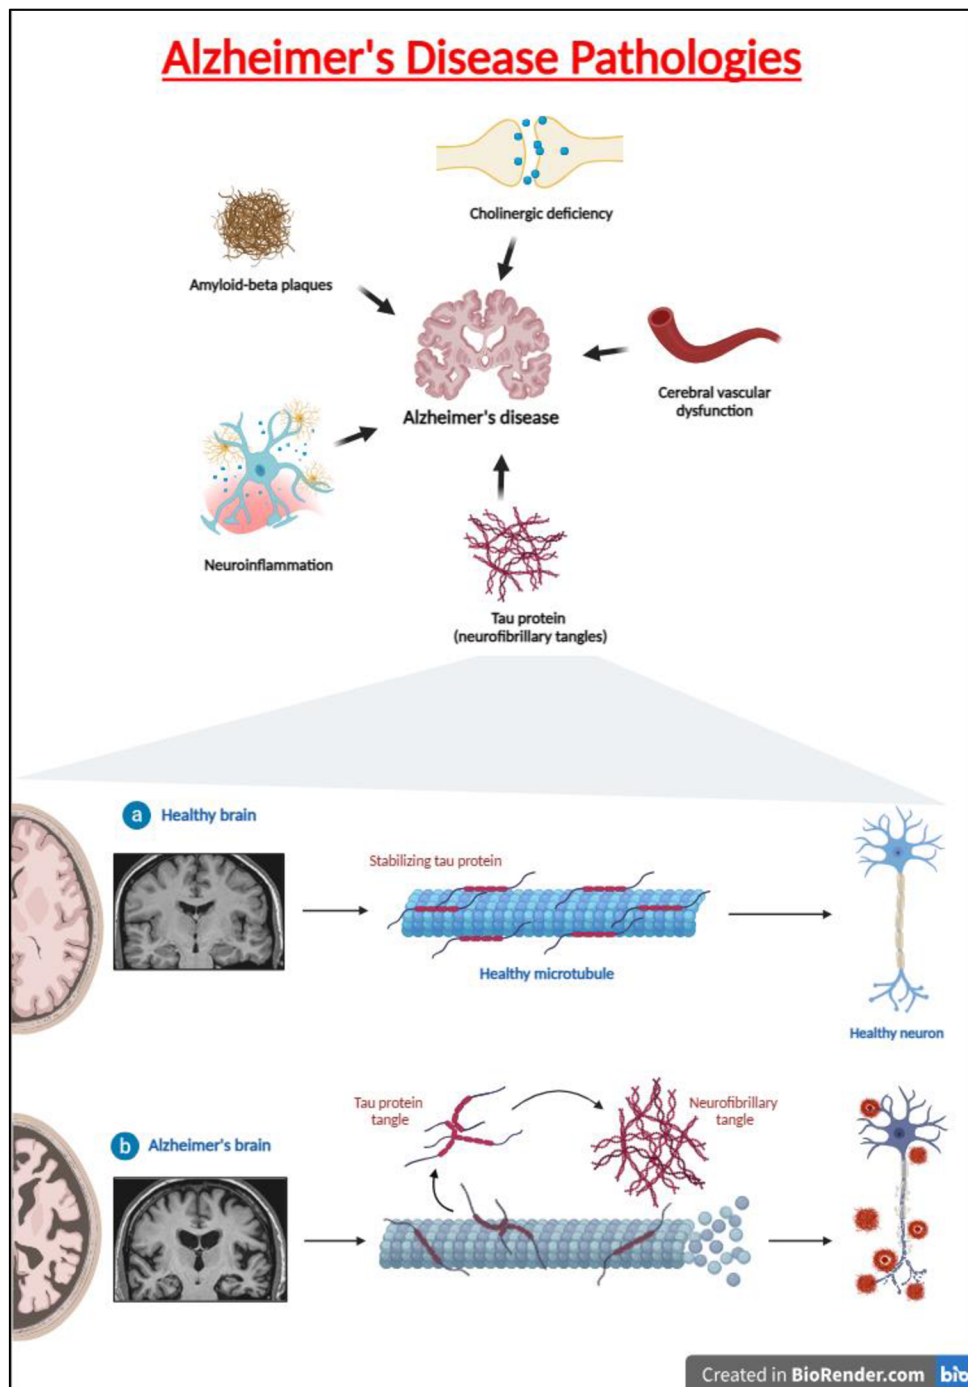 Alzheimer's Disease Pathologies
Cholinergic deficiency
Amyloid-beta plaques
Cerebral vascular
dysfunction
Alzheimer's disease
Neuroinflammation
Tau protein
(neurofibrillary tangles)
a Healthy brain
Stabilizing tau protein
Healthy microtubule
Healthy neuron
Tau protein
tangle
Neurofibrillary
tangle
b Alzheimer's brain
Created in BioRender.com bio